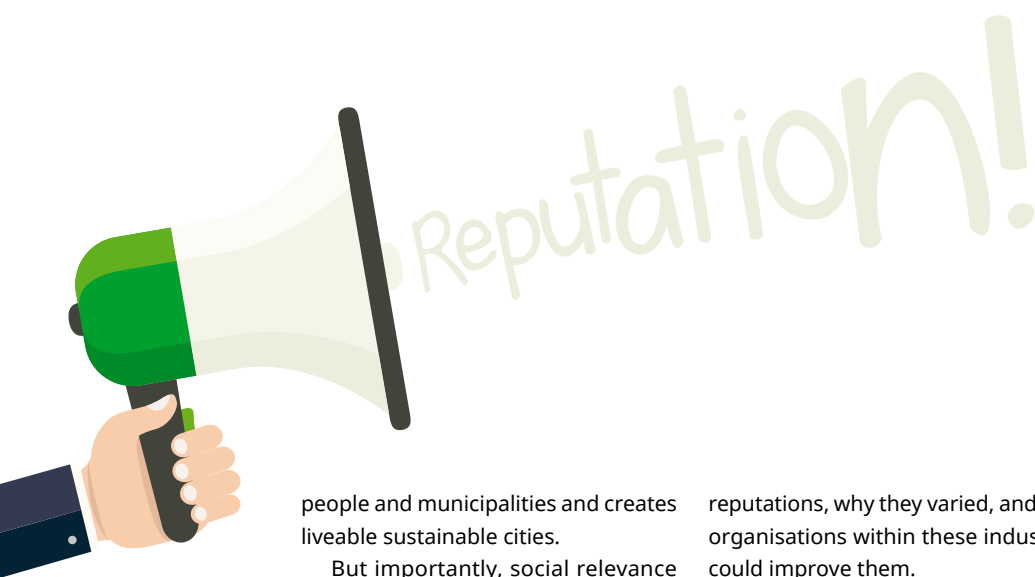 Reputation!
people and municipalities and creates
liveable sustainable cities.
But importantly, social relevance
reputations, why they varied, and
organisations within these
could improve them.